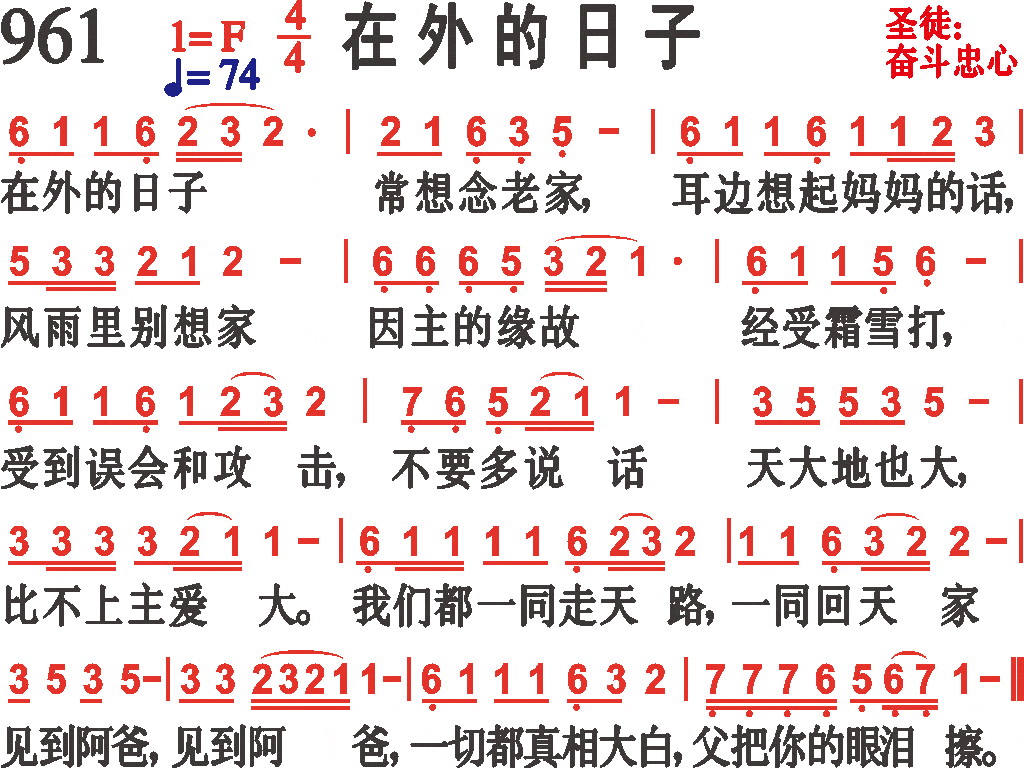 961 1=F 4/4 在外的日子 圣徒:
♩=74 奋斗忠心
6 1 1 6 2 3 2 · | 2 1 6 3 5 - | 6 1 1 6 1 1 2 3 |
在外的日子 常想念老家, 耳边想起妈妈的话,
5 3 3 2 1 2 - | 6 6 6 5 3 2 1 · | 6 1 1 5 6 - |
风雨里别想家 因主的缘故 经受霜雪打,
6 1 1 6 1 2 3 2 | 7 6 5 2 1 1 - | 3 5 5 3 5 - |
受到误会和攻击, 不要多说话 天大地也大,
3 3 3 3 2 1 1 - | 6 1 1 1 1 6 2 3 2 | 1 1 6 3 2 2 - |
比不上主爱大。 我们都一同走天路, 一同回天家
3 5 3 5 - | 3 3 2 3 2 1 1 - | 6 1 1 1 6 3 2 | 7 7 7 6 5 6 7 1 - ‖
见到阿爸, 见到阿爸, 一切都真相大白, 父把你的眼泪擦。